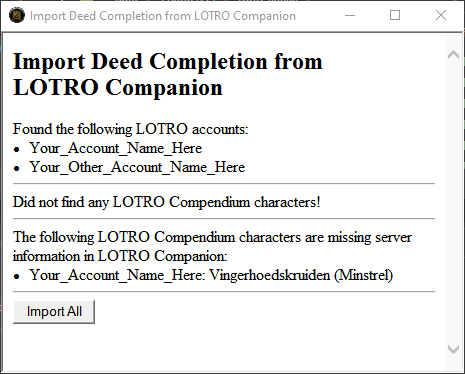 Import Deed Completion from LOTRO Companion
Import Deed Completion from
LOTRO Companion
Found the following LOTRO accounts:
• Your_Account_Name_Here
• Your_Other_Account_Name_Here
Did not find any LOTRO Compendium characters!
The following LOTRO Compendium characters are missing server
information in LOTRO Companion:
• Your_Account_Name_Here: Vingerhoedskruiden (Minstrel)
Import All